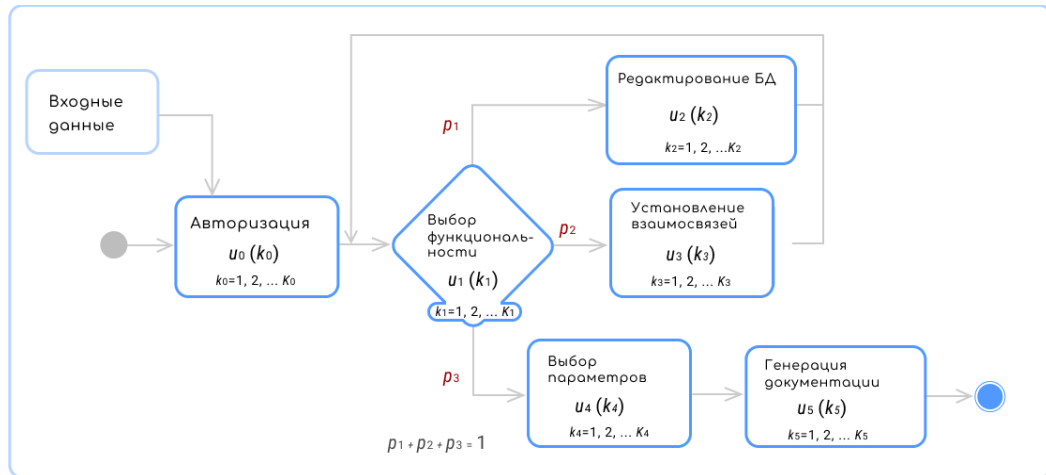 Входные
данные
Авторизация
u0 (k0)
k0=1, 2, ... K0
Выбор
функциональ-
ности
u1 (k1)
k1=1, 2, ... K1
p1
Редактирование БД
u2 (k2)
k2=1, 2, ...K2
p2
Установление
взаимосвязей
u3 (k3)
k3=1, 2, ... K3
p3
Выбор
параметров
u4 (k4)
k4=1, 2, ... K4
Генерация
документации
u5 (k5)
k5=1, 2, ... K5
p1 + p2 + p3 = 1